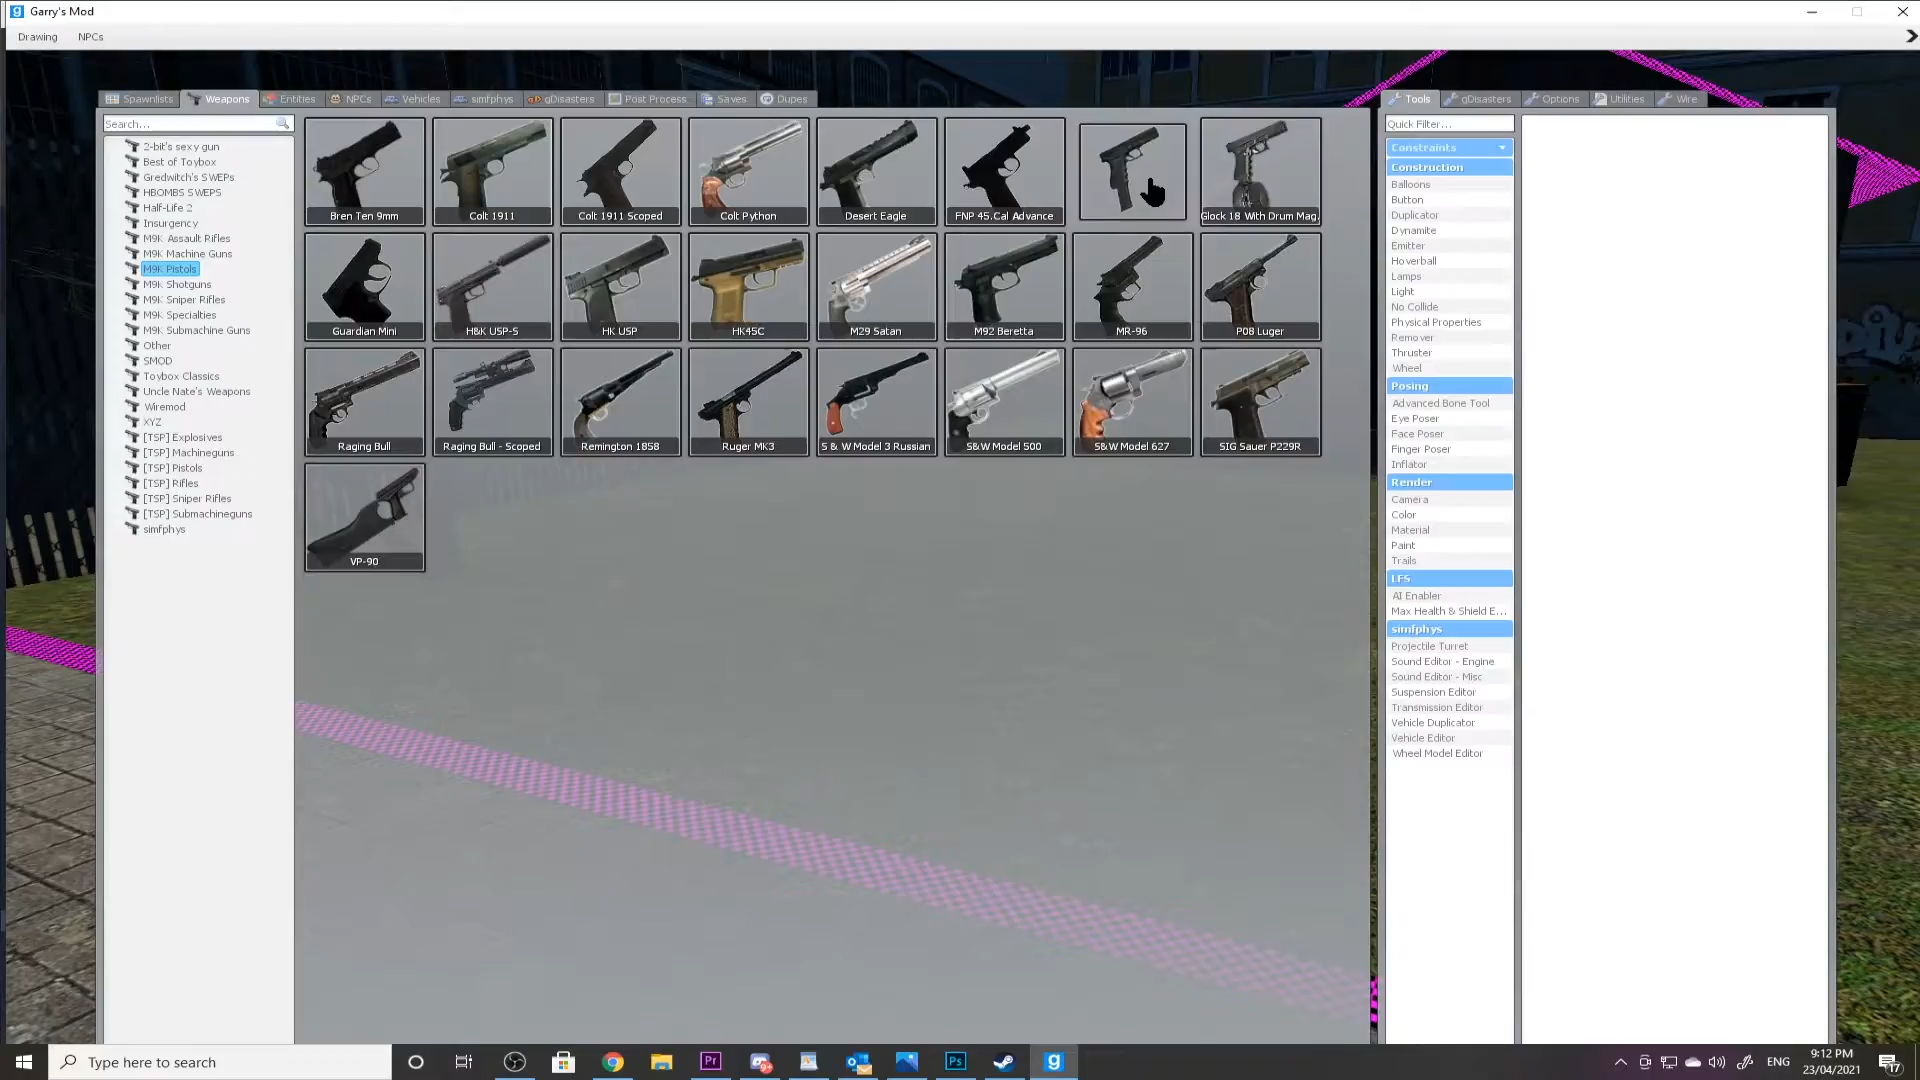 Garry's Mod
Drawing NPCs
Spawnlists Weapons Entities NPCs Vehicles simfphys gDisasters Post Process Saves Dupes
Tools gDisasters Options Utilities Wire
Search...
2-bit's sexy gun
Best of Toybox
Gredwitch's SWEPs
HBOMBS SWEPS
Half-Life 2
Insurgency
M9K Assault Rifles
M9K Machine Guns
M9K Pistols
M9K Shotguns
M9K Sniper Rifles
M9K Specialties
M9K Submachine Guns
Other
SMOD
Toybox Classics
Uncle Nate's Weapons
Wiremod
XYZ
[TSP] Explosives
[TSP] Machineguns
[TSP] Pistols
[TSP] Rifles
[TSP] Sniper Rifles
[TSP] Submachineguns
simfphys
Bren Ten 9mm Colt 1911 Colt 1911 Scoped Colt Python Desert Eagle FNP 45.Cal Advance Glock 18 With Drum Mag.
Guardian Mini H&K USP-S HK USP HK45C M29 Satan M92 Beretta MR-96 P08 Luger
Raging Bull Raging Bull - Scoped Remington 1858 Ruger MK3 S & W Model 3 Russian S&W Model 500 S&W Model 627 SIG Sauer P229R
VP-90
Quick Filter...
Constraints
Construction
Balloons
Button
Duplicator
Dynamite
Emitter
Hoverball
Lamps
Light
No Collide
Physical Properties
Remover
Thruster
Wheel
Posing
Advanced Bone Tool
Eye Poser
Face Poser
Finger Poser
Inflator
Render
Camera
Color
Material
Paint
Trails
LFS
AI Enabler
Max Health & Shield E...
simfphys
Projectile Turret
Sound Editor - Engine
Sound Editor - Misc
Suspension Editor
Transmission Editor
Vehicle Duplicator
Vehicle Editor
Wheel Model Editor
Type here to search
Pr
Ps
ENG
9:12 PM
23/04/2021
17